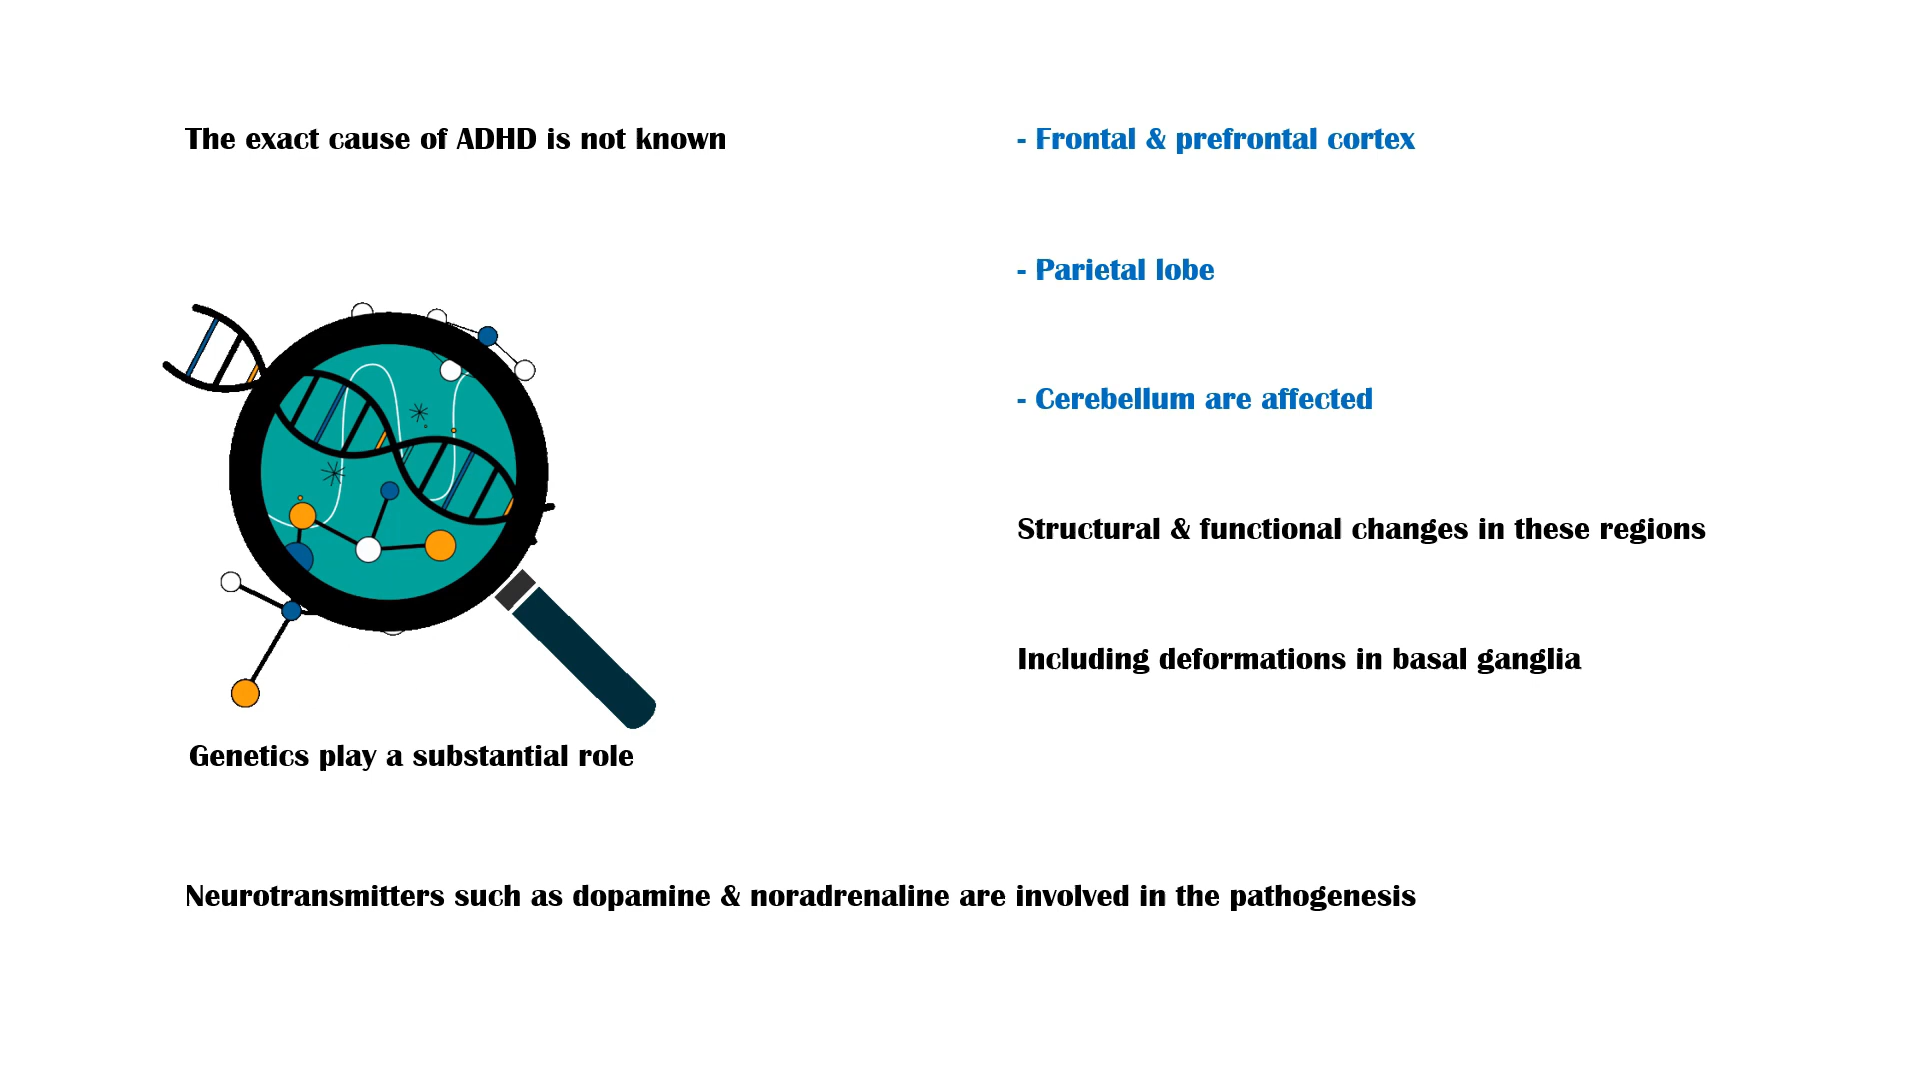 The exact cause of ADHD is not known
Genetics play a substantial role
- Frontal & prefrontal cortex
- Parietal lobe
- Cerebellum are affected
Structural & functional changes in these regions
Including deformations in basal ganglia
Neurotransmitters such as dopamine & noradrenaline are involved in the pathogenesis